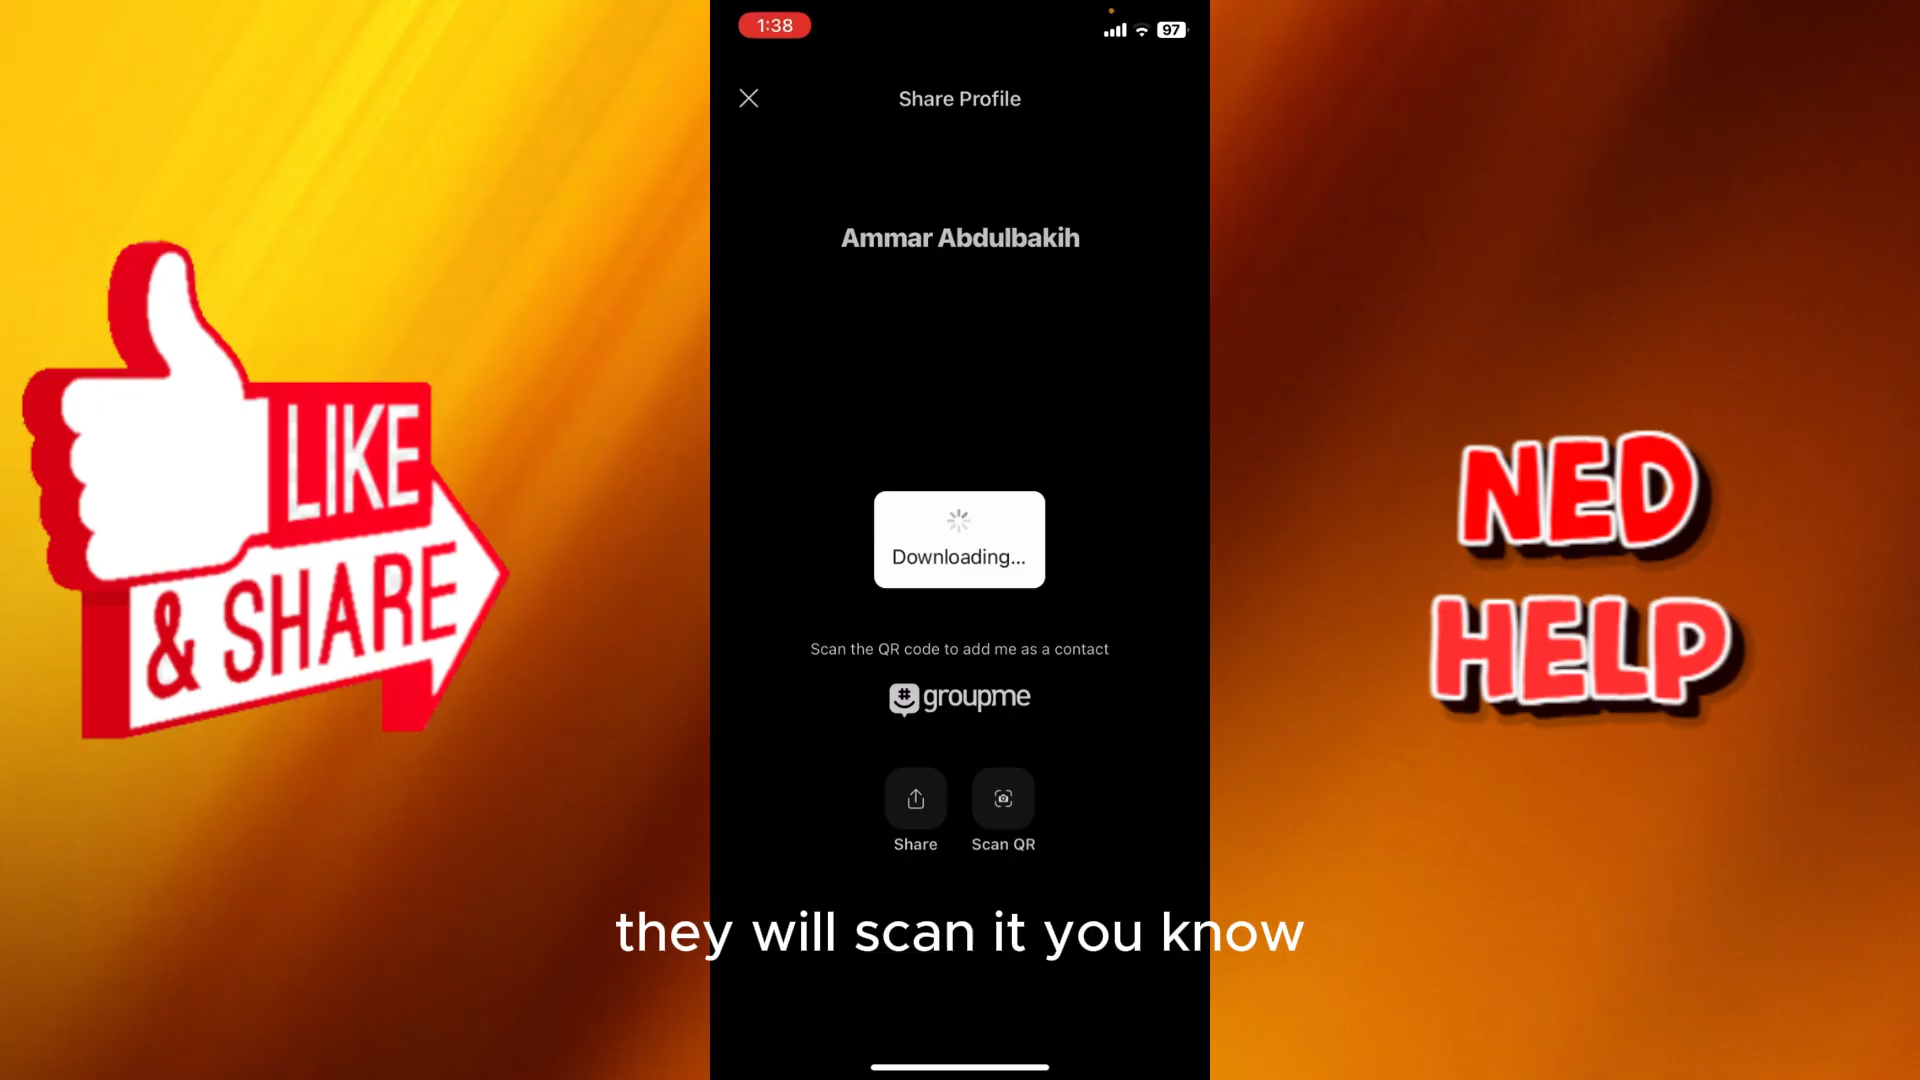 1:38
97
Share Profile
Ammar Abdulbakih
LIKE
& SHARE
NED
HELP
Downloading...
Scan the QR code to add me as a contact
groupme
Share
Scan QR
they will scan it you know